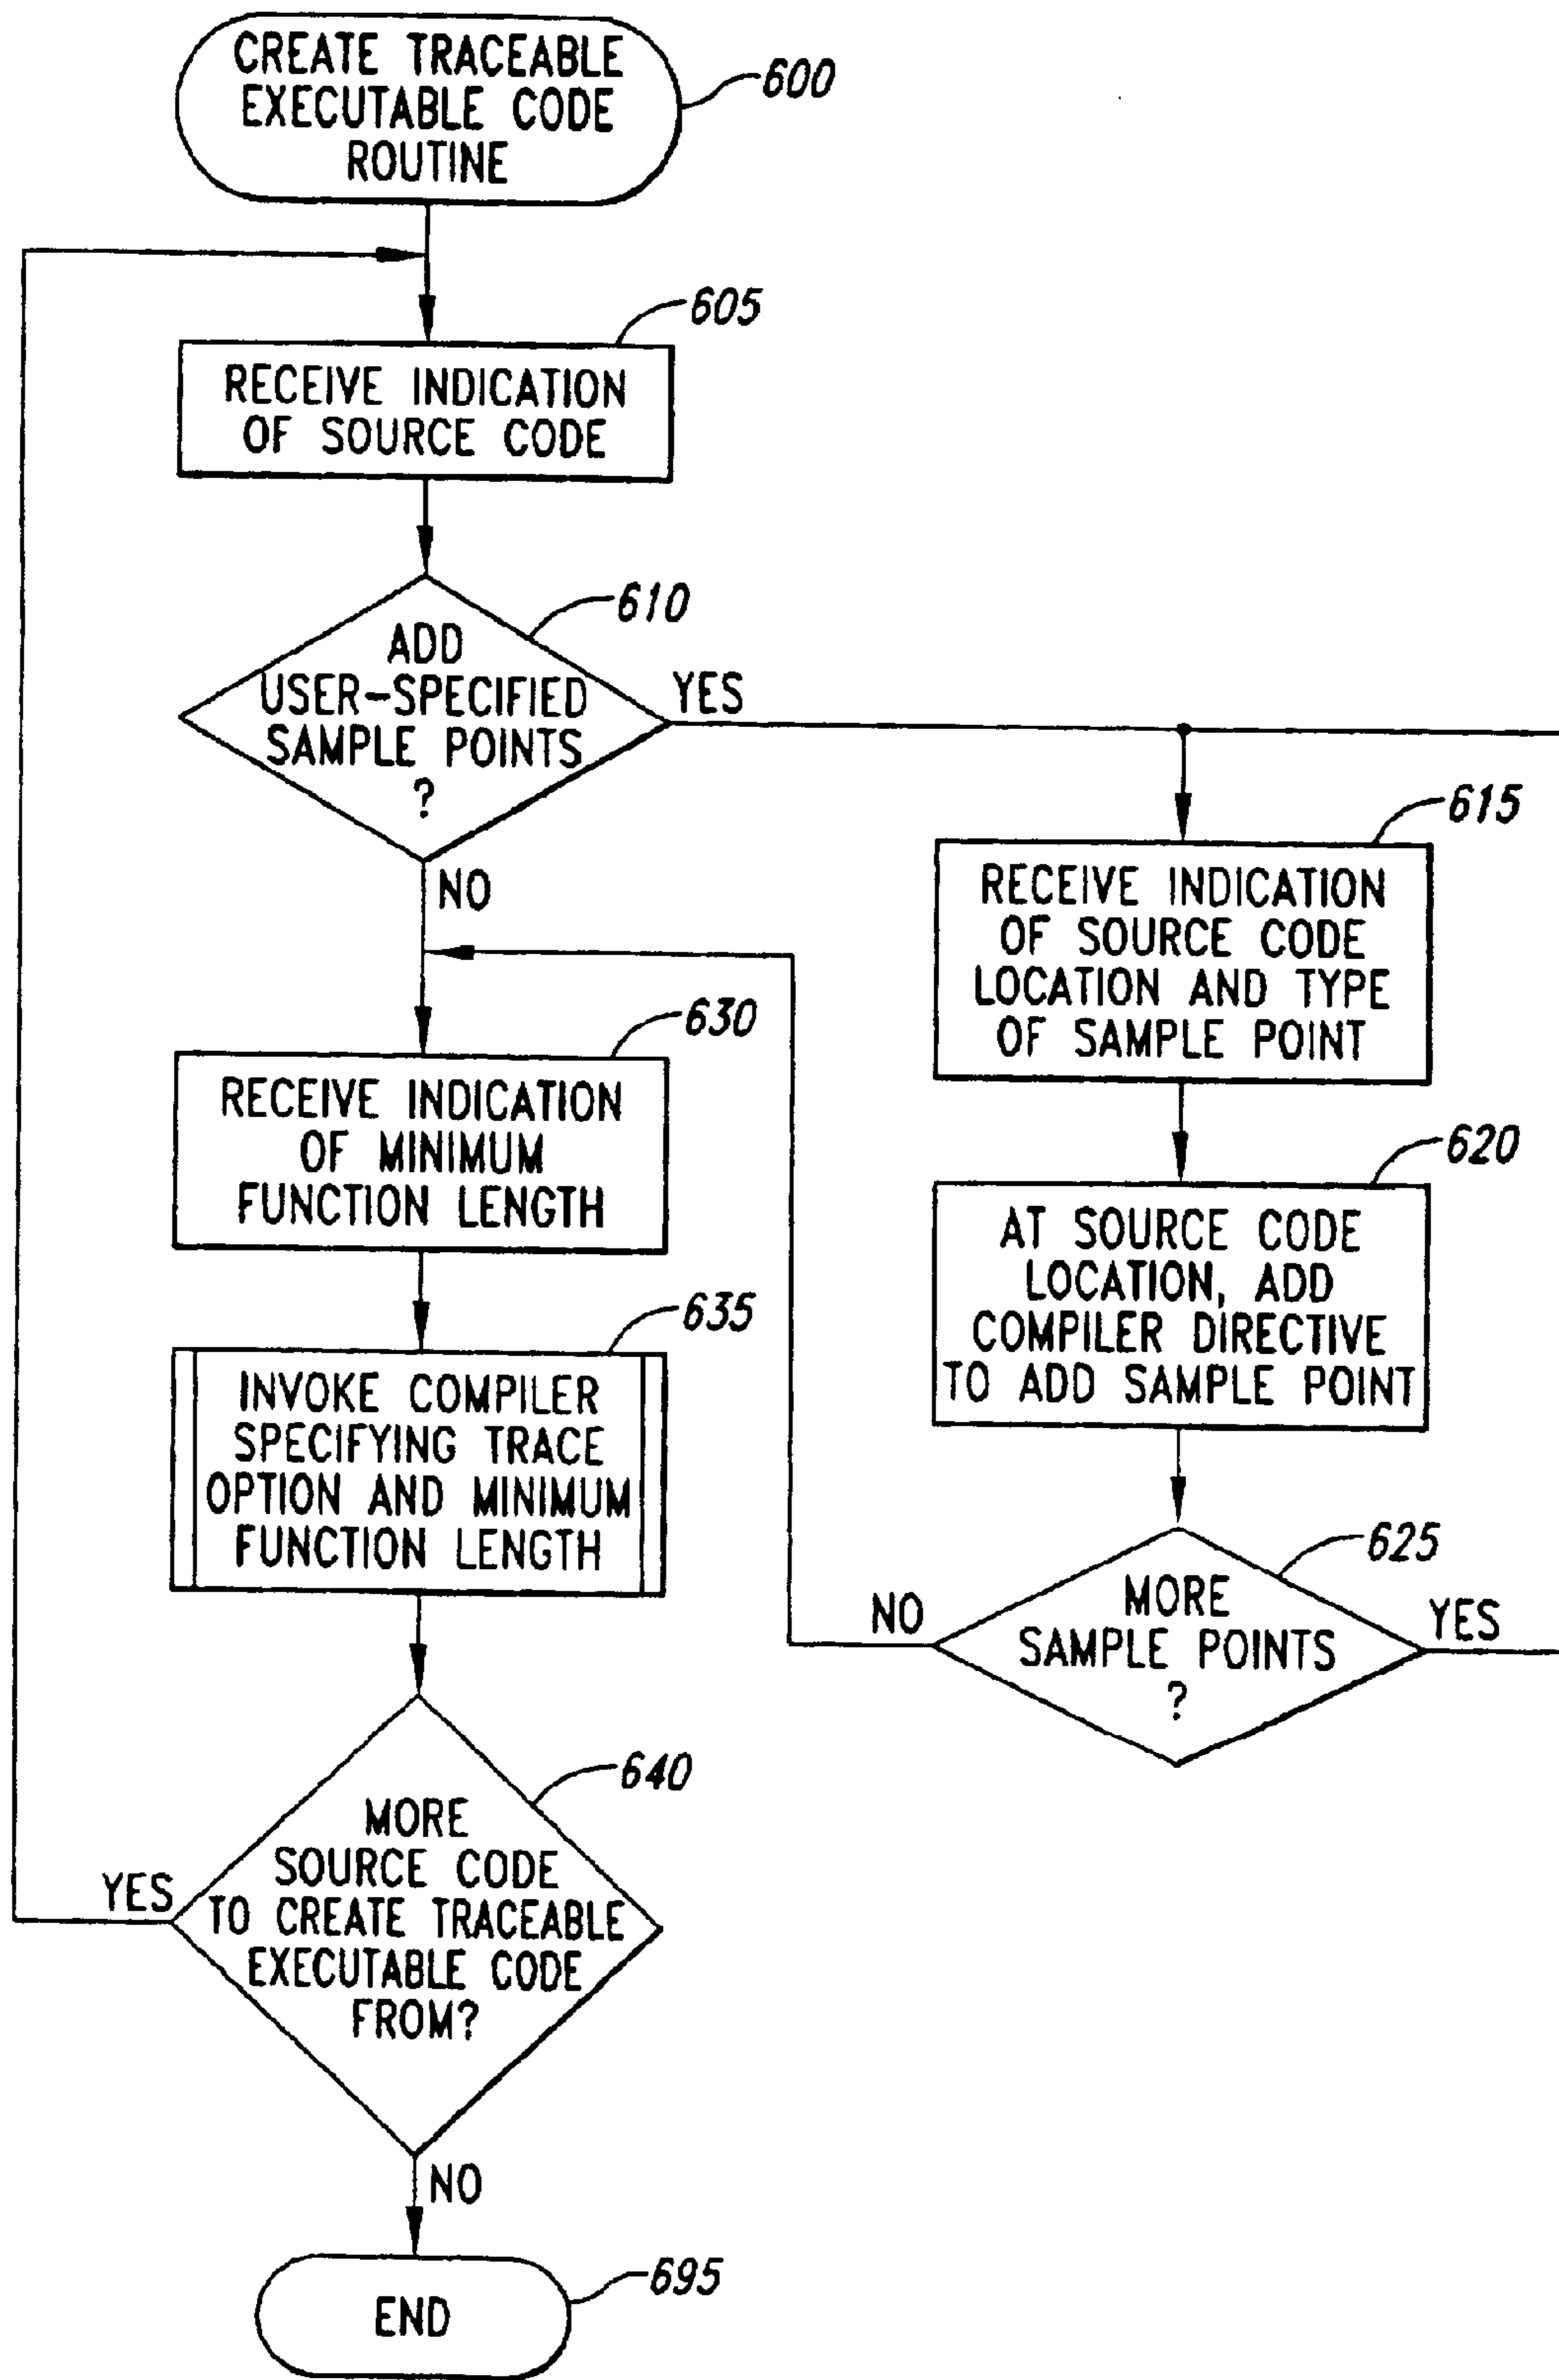 CREATE TRACEABLE
EXECUTABLE CODE
ROUTINE
600
605
RECEIVE INDICATION
OF SOURCE CODE
610
ADD
USER-SPECIFIED
SAMPLE POINTS
?
YES
NO
615
RECEIVE INDICATION
OF SOURCE CODE
LOCATION AND TYPE
OF SAMPLE POINT
620
AT SOURCE CODE
LOCATION, ADD
COMPILER DIRECTIVE
TO ADD SAMPLE POINT
625
MORE
SAMPLE POINTS
?
NO
YES
630
RECEIVE INDICATION
OF MINIMUM
FUNCTION LENGTH
635
INVOKE COMPILER
SPECIFYING TRACE
OPTION AND MINIMUM
FUNCTION LENGTH
640
MORE
SOURCE CODE
TO CREATE TRACEABLE
EXECUTABLE CODE
FROM?
YES
NO
695
END